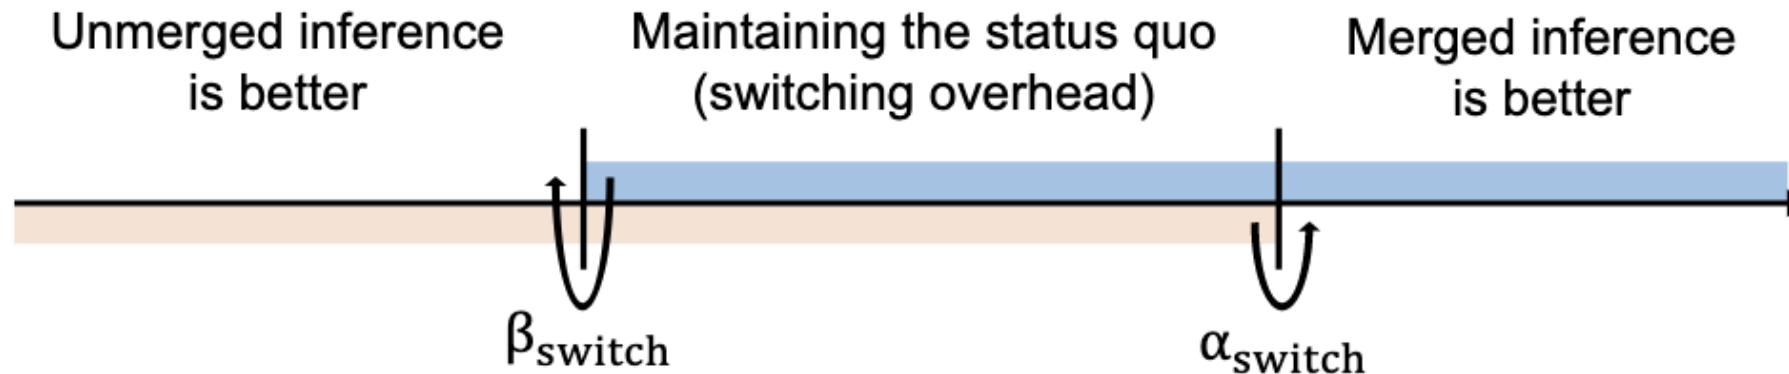 Unmerged inference
is better
Maintaining the status quo
(switching overhead)
Merged inference
is better
βswitch
αswitch